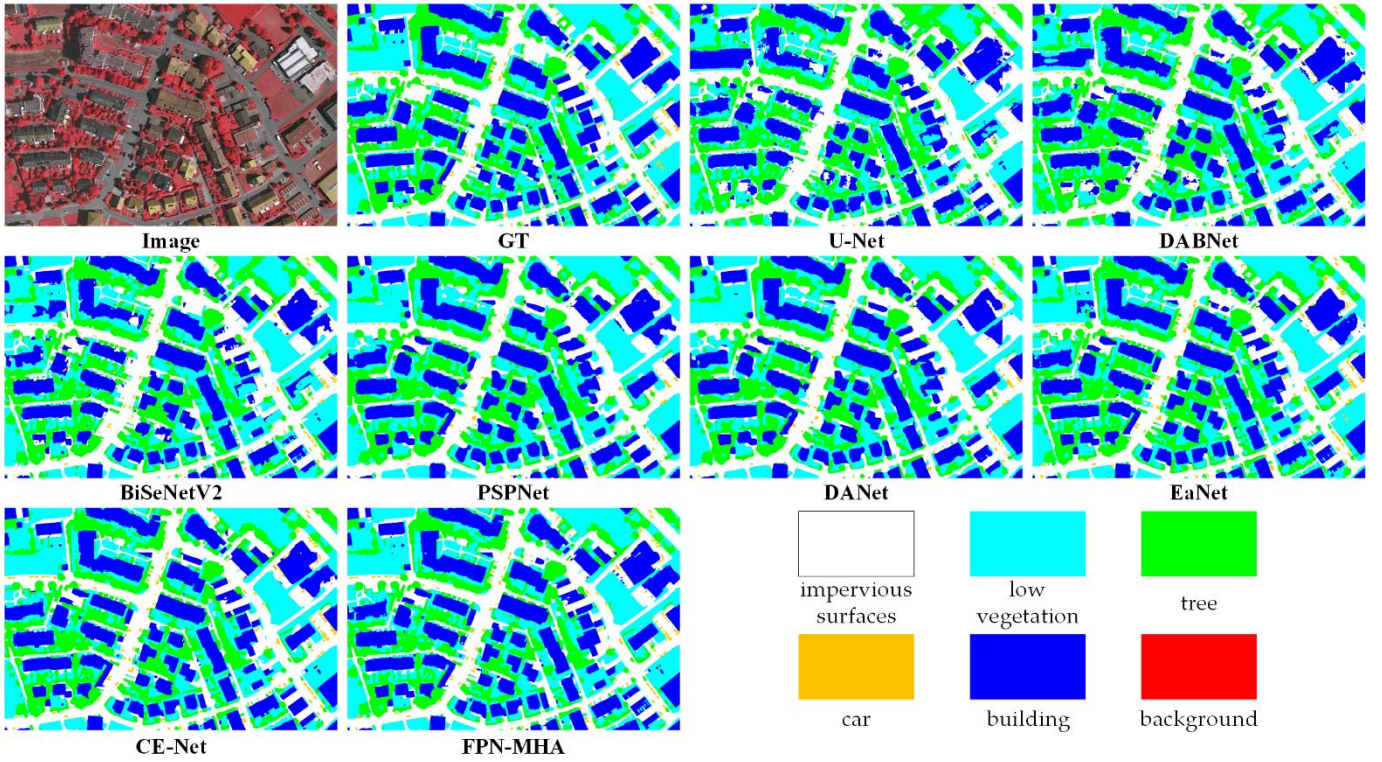 Image
GT
U-Net
DABNet
BiSeNetV2
PSPNet
DANet
EaNet
CE-Net
FPN-MHA
impervious
surfaces
low
vegetation
tree
car
building
background